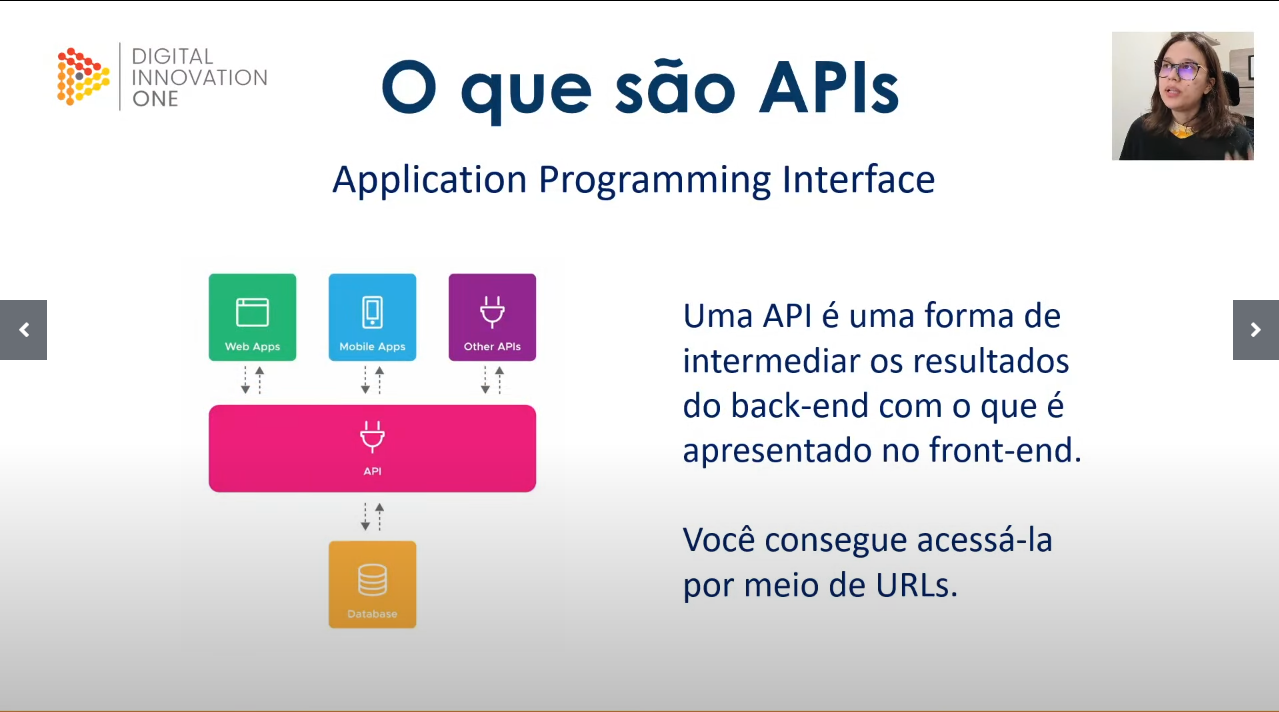 DIGITAL
INNOVATION
ONE
O que são APIs
Application Programming Interface
Web Apps
Mobile Apps
Other APIs
API
Database
Uma API é uma forma de
intermediar os resultados
do back-end com o que é
apresentado no front-end.
Você consegue acessá-la
por meio de URLs.